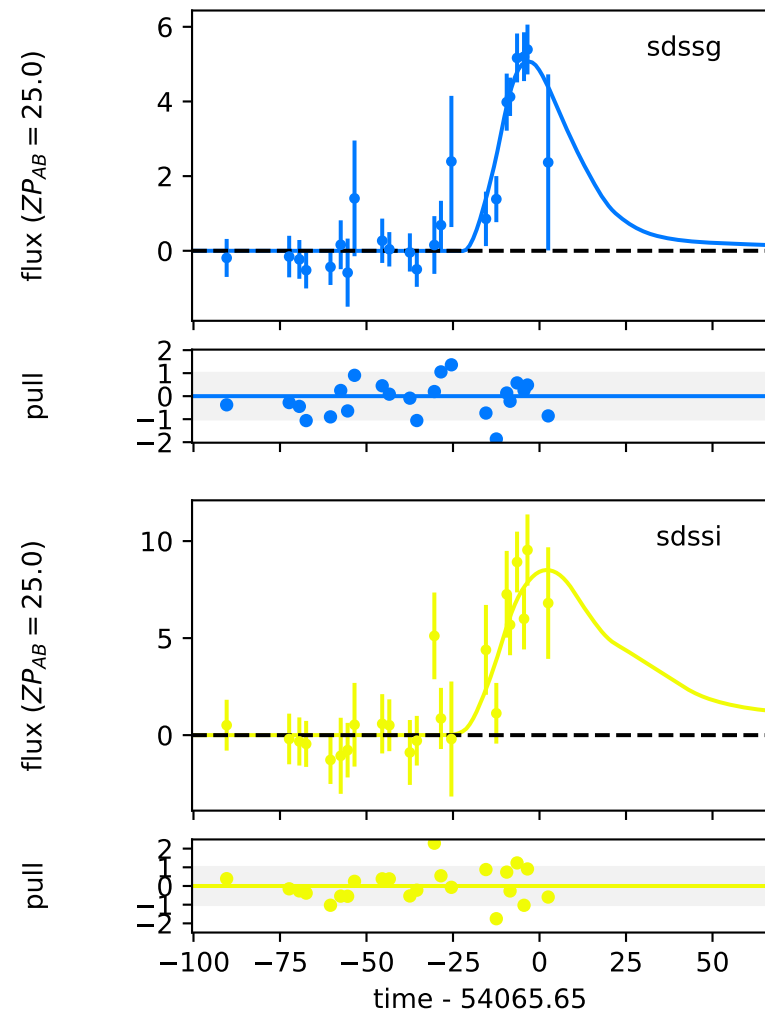 6
4
2
0
flux (ZP_AB = 25.0)
sdssg
2
1
0
−1
−2
pull
10
5
0
flux (ZP_AB = 25.0)
sdssi
2
1
0
−1
−2
pull
−100 −75 −50 −25 0 25 50
time - 54065.65